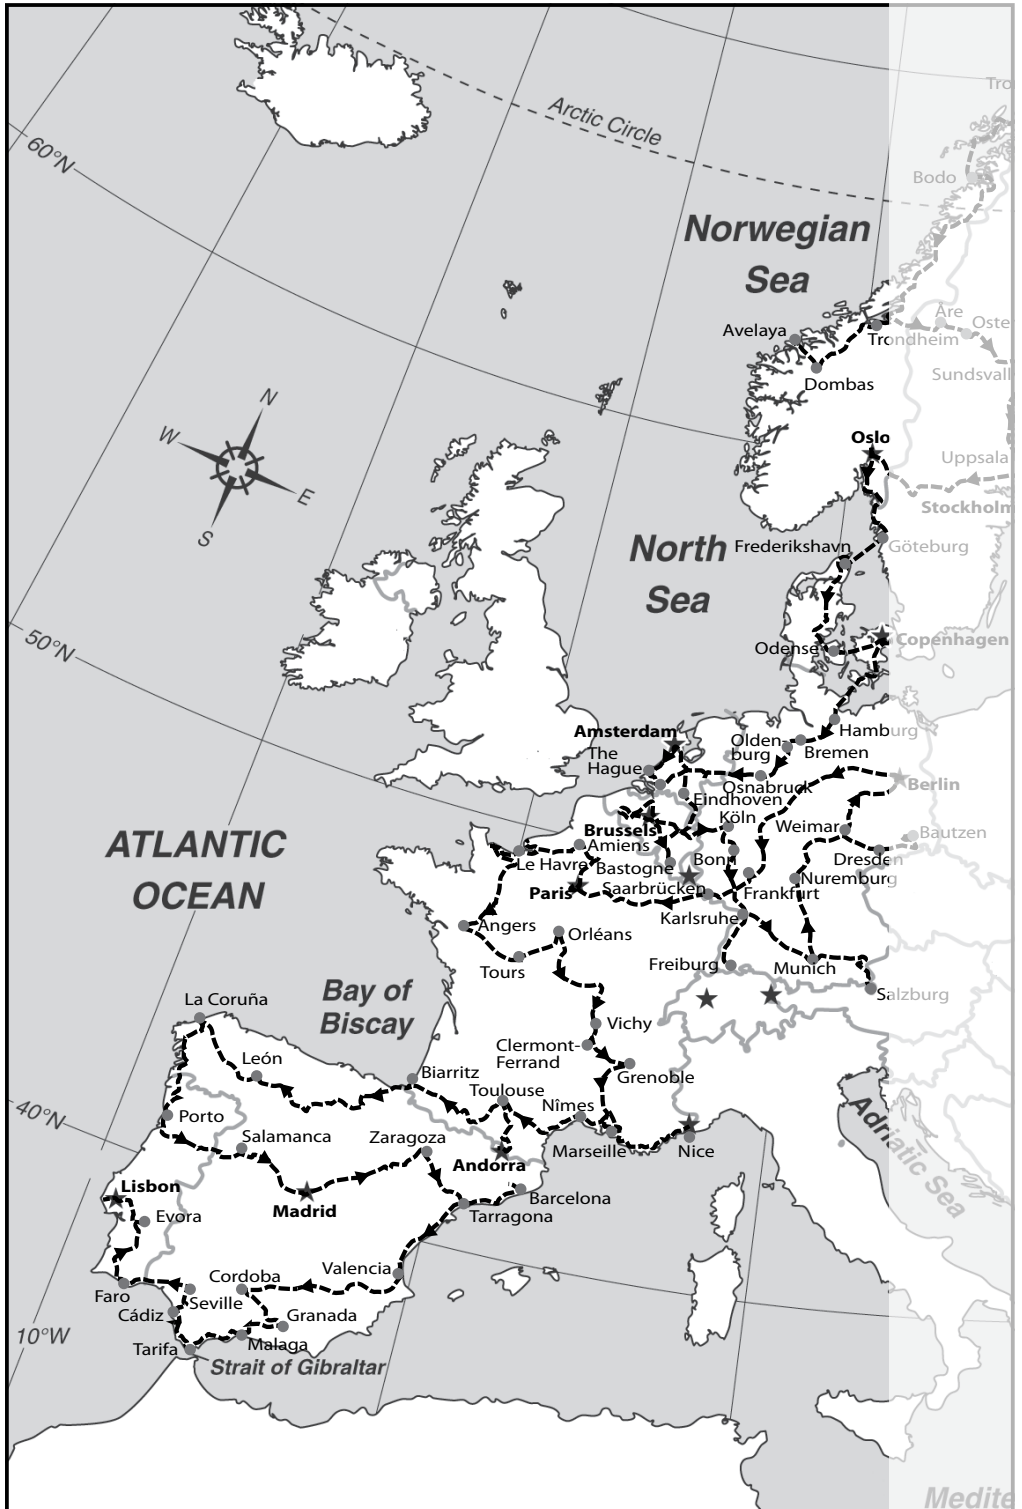 Tro
60°N
Arctic Circle
Bodo
Norwegian
Sea
Avelaya
Åre
Oste
Trondheim
Dombas
Sundsvall
N
W
E
S
Oslo
Uppsala
Stockholm
North
Sea
Frederikshavn
Göteburg
50°N
Odense
Copenhagen
Amsterdam
Hamburg
The
Hague
Olden-
burg
Bremen
Osnabruck
Berlin
Eindhoven
Köln
Weimar
Bautzen
Brussels
Amiens
ATLANTIC
OCEAN
Le Havre
Bastogne
Bonn
Dresden
Paris
Saarbrücken
Frankfurt
Nuremburg
Karlsruhe
Angers
Orléans
Tours
Freiburg
Munich
Salzburg
Bay of
Biscay
La Coruña
Vichy
Clermont-
Ferrand
León
Biarritz
Grenoble
Toulouse
Nîmes
40°N
Porto
Salamanca
Zaragoza
Marseille
Nice
Adriatic Sea
Andorra
Lisbon
Madrid
Barcelona
Evora
Tarragona
Valencia
Cordoba
Faro
Seville
Cádiz
Granada
10°W
Malaga
Tarifa
Strait of Gibraltar
Medite